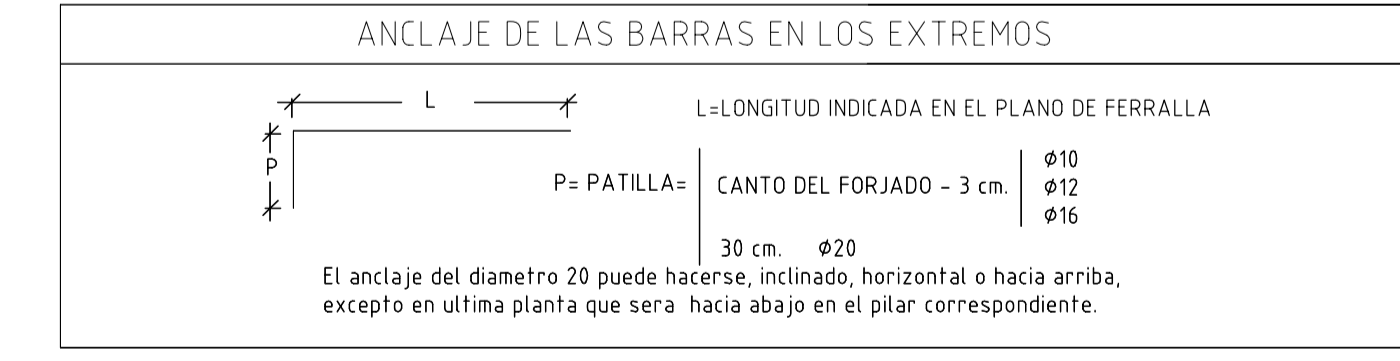 ANCLAJE DE LAS BARRAS EN LOS EXTREMOS
L
L=LONGITUD INDICADA EN EL PLANO DE FERRALLA
P
P= PATILLA=
CANTO DEL FORJADO - 3 cm.
Ø10
Ø12
Ø16
30 cm. Ø20
El anclaje del diametro 20 puede hacerse, inclinado, horizontal o hacia arriba,
excepto en ultima planta que sera hacia abajo en el pilar correspondiente.